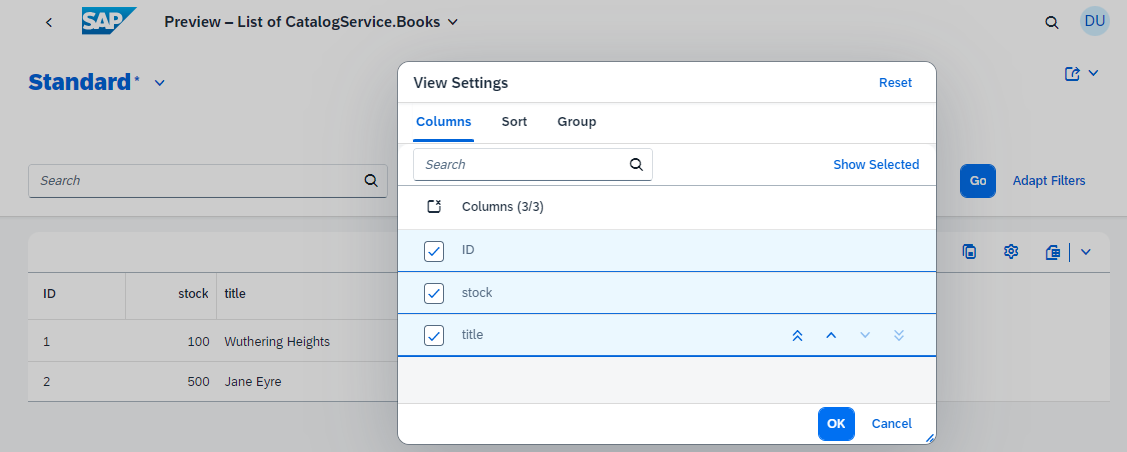 SAP Preview – List of CatalogService.Books DU
Standard *
View Settings Reset
Columns Sort Group
Search Show Selected
Search Go Adapt Filters
Columns (3/3)
ID
stock
title
ID stock title
1 100 Wuthering Heights
2 500 Jane Eyre
OK Cancel